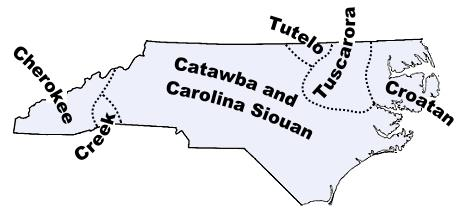 Cherokee
Creek
Catawba and
Carolina Siouan
Tutelo
Tuscarora
Croatan